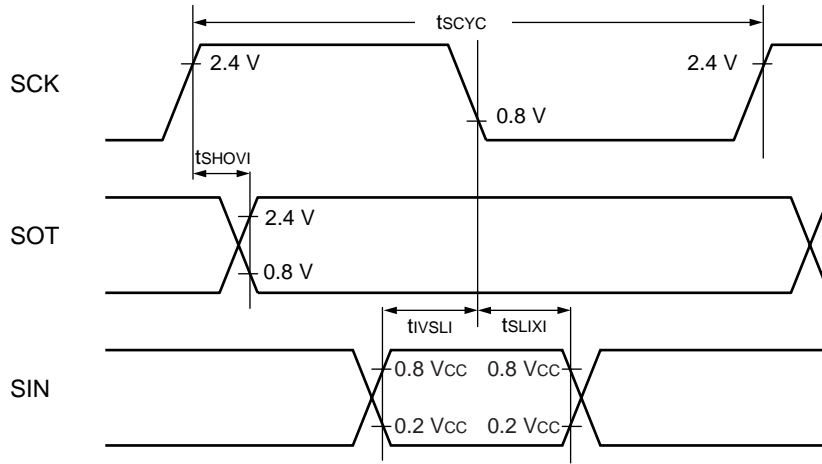 tSCYC
SCK
2.4 V
2.4 V
0.8 V
tSHOVI
SOT
2.4 V
0.8 V
tIVSLI tSLIXI
SIN
0.8 VCC 0.8 VCC
0.2 VCC 0.2 VCC